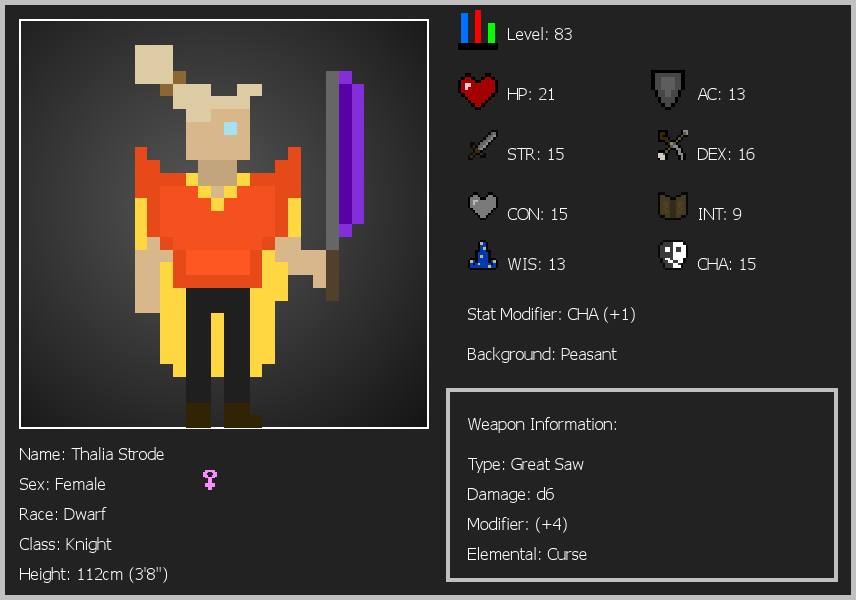 Level: 83
HP: 21
AC: 13
STR: 15
DEX: 16
CON: 15
INT: 9
WIS: 13
CHA: 15
Stat Modifier: CHA (+1)
Background: Peasant
Weapon Information:
Type: Great Saw
Damage: d6
Modifier: (+4)
Elemental: Curse
Name: Thalia Strode
Sex: Female
Race: Dwarf
Class: Knight
Height: 112cm (3'8")